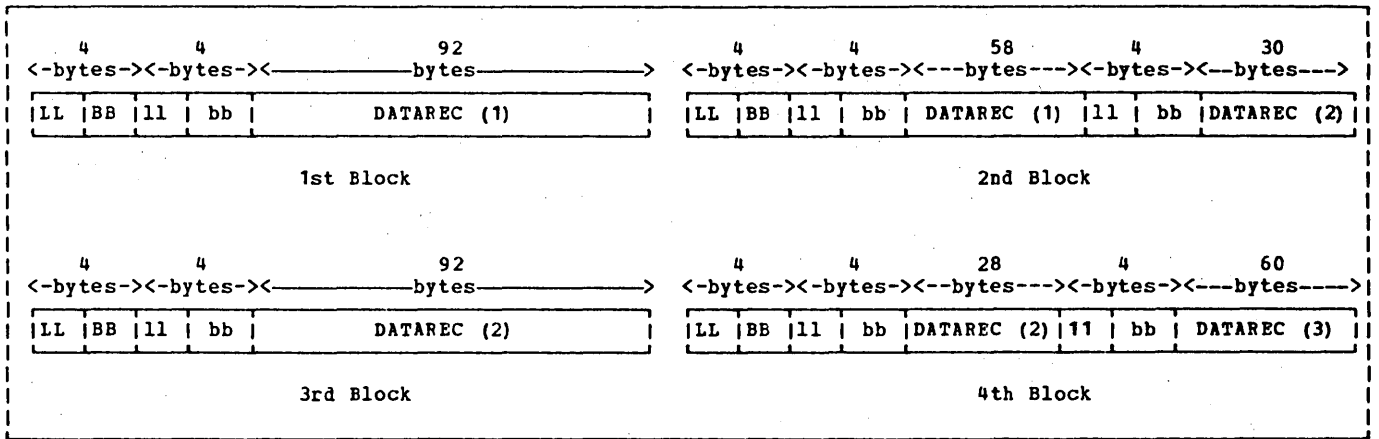 4 4 92 4 4 58 4 30
<-bytes-><-bytes-><————————bytes————————> <-bytes-><-bytes-><---bytes---><-bytes-><--bytes--->
|LL |BB |ll | bb | DATAREC (1) | |LL |BB |ll | bb | DATAREC (1) |ll | bb |DATAREC (2)|
1st Block 2nd Block
4 4 92 4 4 28 4 60
<-bytes-><-bytes-><————————bytes————————> <-bytes-><-bytes-><--bytes---><-bytes-><---bytes---->
|LL |BB |ll | bb | DATAREC (2) | |LL |BB |ll | bb |DATAREC (2)|ll | bb | DATAREC (3) |
3rd Block 4th Block